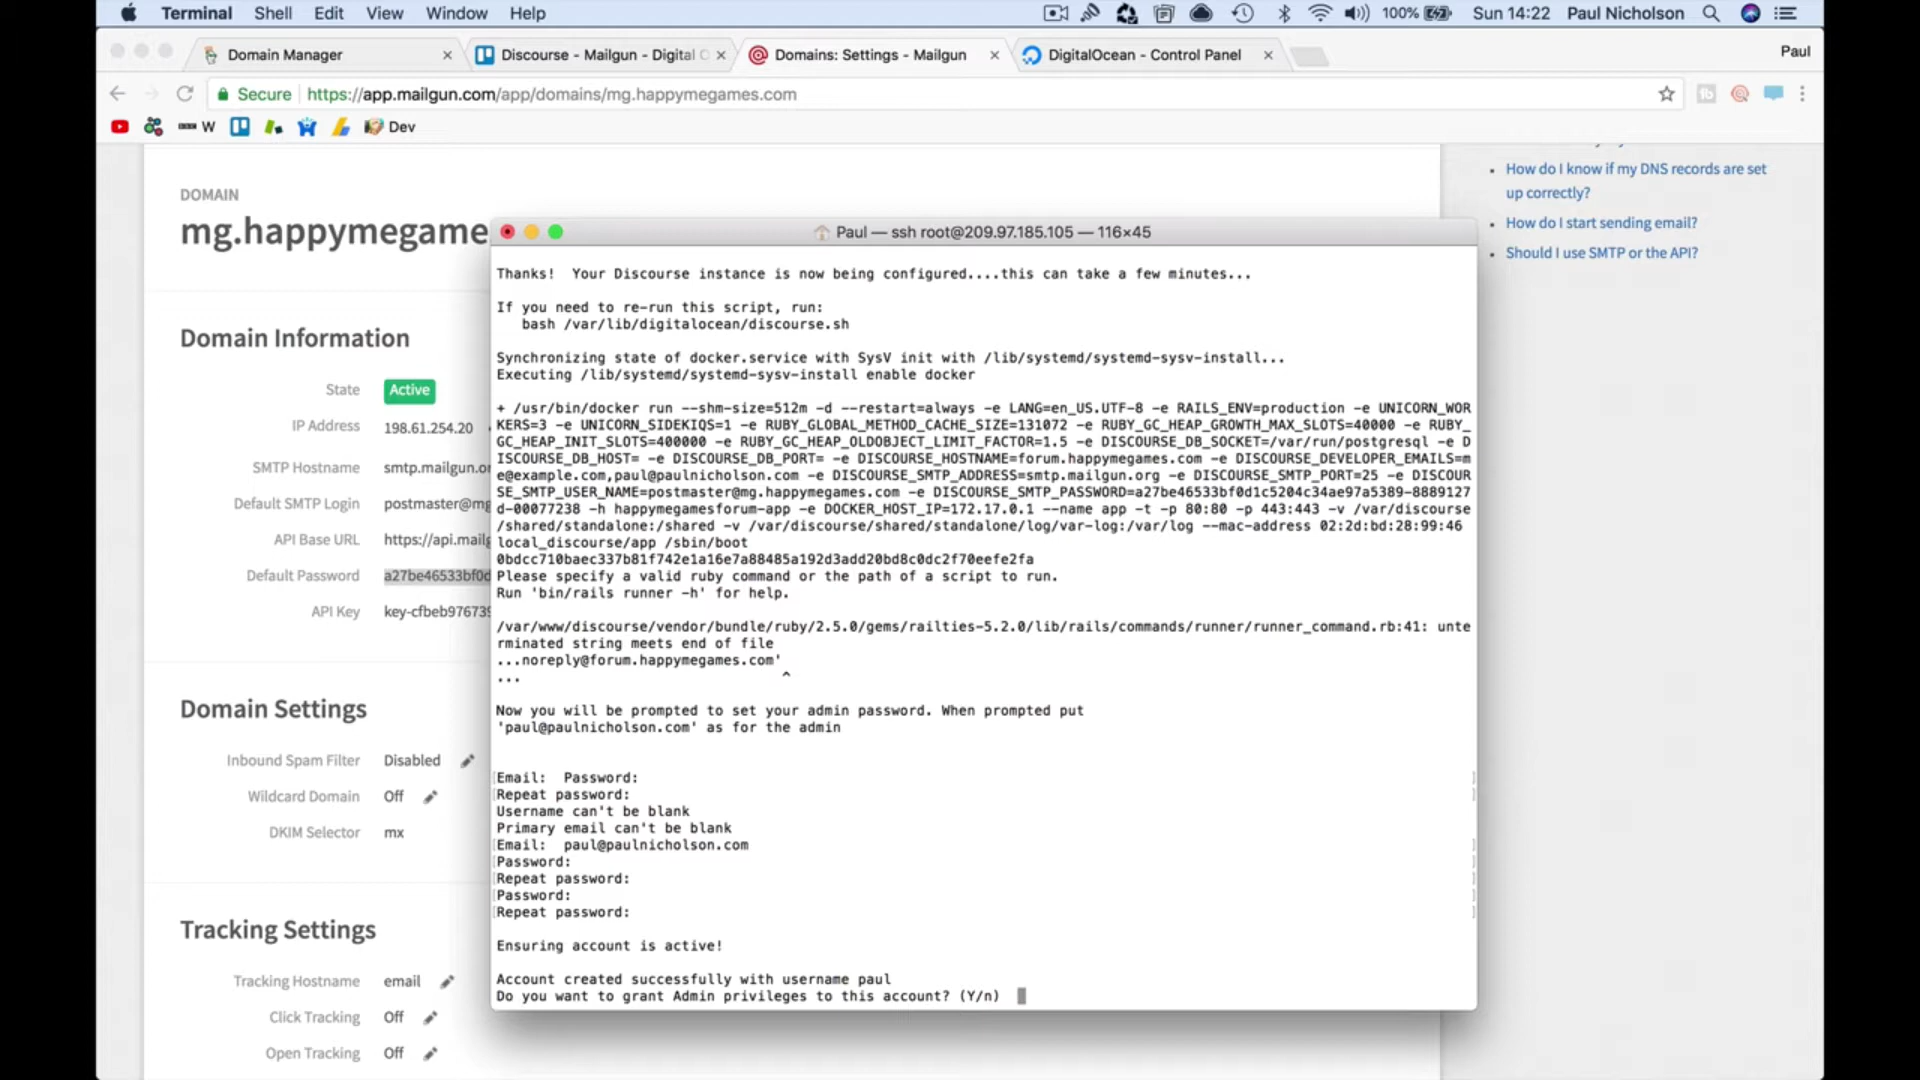 Terminal Shell Edit View Window Help 100% Sun 14:22 Paul Nicholson
Domain Manager Discourse - Mailgun - Digital Domains: Settings - Mailgun DigitalOcean - Control Panel Paul
Secure https://app.mailgun.com/app/domains/mg.happymegames.com
W Dev
DOMAIN
mg.happymegame
How do I know if my DNS records are set
up correctly?
How do I start sending email?
Should I use SMTP or the API?
Domain Information
State Active
IP Address 198.61.254.20
SMTP Hostname smtp.mailgun.or
Default SMTP Login postmaster@mg
API Base URL https://api.mailg
Default Password a27be46533bf0d
API Key key-cfbeb976739
Domain Settings
Inbound Spam Filter Disabled
Wildcard Domain Off
DKIM Selector mx
Tracking Settings
Tracking Hostname email
Click Tracking Off
Open Tracking Off
Paul — ssh root@209.97.185.105 — 116×45
Thanks! Your Discourse instance is now being configured....this can take a few minutes...
If you need to re-run this script, run:
bash /var/lib/digitalocean/discourse.sh
Synchronizing state of docker.service with SysV init with /lib/systemd/systemd-sysv-install...
Executing /lib/systemd/systemd-sysv-install enable docker
+ /usr/bin/docker run --shm-size=512m -d --restart=always -e LANG=en_US.UTF-8 -e RAILS_ENV=production -e UNICORN_WOR
KERS=3 -e UNICORN_SIDEKIQS=1 -e RUBY_GLOBAL_METHOD_CACHE_SIZE=131072 -e RUBY_GC_HEAP_GROWTH_MAX_SLOTS=40000 -e RUBY_
GC_HEAP_INIT_SLOTS=400000 -e RUBY_GC_HEAP_OLDOBJECT_LIMIT_FACTOR=1.5 -e DISCOURSE_DB_SOCKET=/var/run/postgresql -e D
ISCOURSE_DB_HOST= -e DISCOURSE_DB_PORT= -e DISCOURSE_HOSTNAME=forum.happymegames.com -e DISCOURSE_DEVELOPER_EMAILS=m
e@example.com,paul@paulnicholson.com -e DISCOURSE_SMTP_ADDRESS=smtp.mailgun.org -e DISCOURSE_SMTP_PORT=25 -e DISCOUR
SE_SMTP_USER_NAME=postmaster@mg.happymegames.com -e DISCOURSE_SMTP_PASSWORD=a27be46533bf0d1c5204c34ae97a5389-8889127
d-00077238 -h happymegamesforum-app -e DOCKER_HOST_IP=172.17.0.1 --name app -t -p 80:80 -p 443:443 -v /var/discourse
/shared/standalone:/shared -v /var/discourse/shared/standalone/log/var-log:/var/log --mac-address 02:2d:bd:28:99:46
local_discourse/app /sbin/boot
0bdcc710baec337b81f742e1a16e7a88485a192d3add20bd8c0dc2f70eefe2fa
Please specify a valid ruby command or the path of a script to run.
Run 'bin/rails runner -h' for help.
/var/www/discourse/vendor/bundle/ruby/2.5.0/gems/railties-5.2.0/lib/rails/commands/runner/runner_command.rb:41: unte
rminated string meets end of file
...noreply@forum.happymegames.com'
... ^
Now you will be prompted to set your admin password. When prompted put
'paul@paulnicholson.com' as for the admin
Email: Password:
Repeat password:
Username can't be blank
Primary email can't be blank
Email: paul@paulnicholson.com
Password:
Repeat password:
Password:
Repeat password:
Ensuring account is active!
Account created successfully with username paul
Do you want to grant Admin privileges to this account? (Y/n)